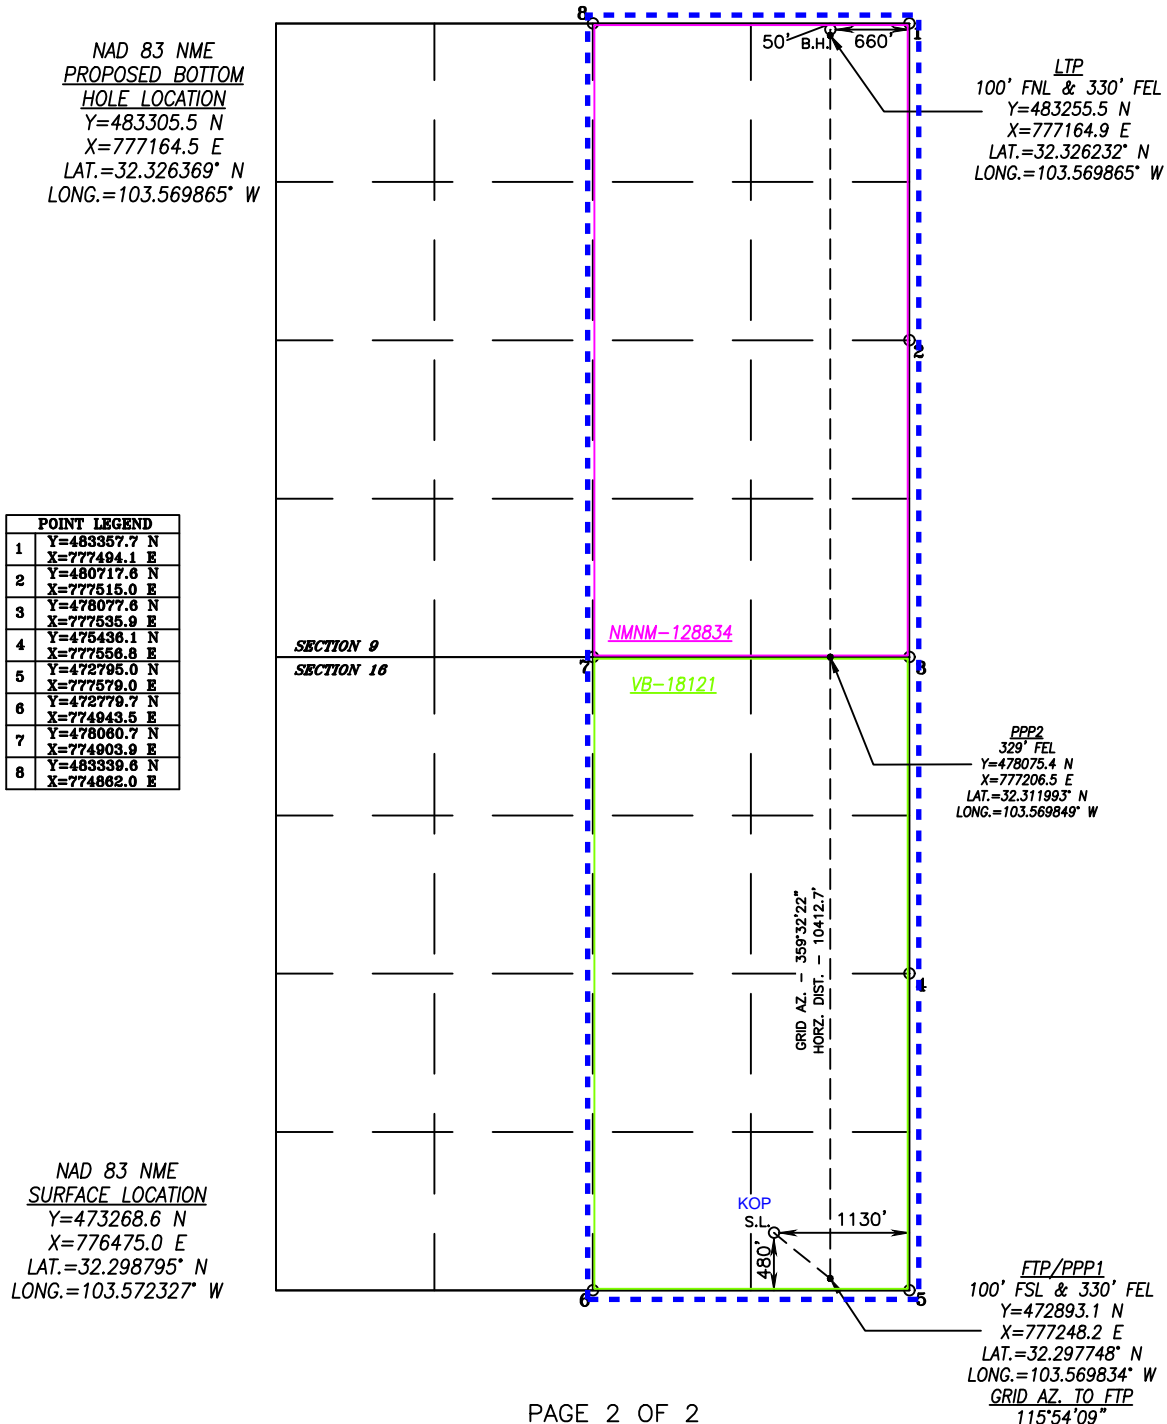 8
1
50'
B.H.
660'
NAD 83 NME
PROPOSED BOTTOM
HOLE LOCATION
Y=483305.5 N
X=777164.5 E
LAT.=32.326369° N
LONG.=103.569865° W
LTP
100' FNL & 330' FEL
Y=483255.5 N
X=777164.9 E
LAT.=32.326232° N
LONG.=103.569865° W
2
POINT LEGEND
1 Y=483357.7 N
X=777494.1 E
2 Y=480717.6 N
X=777515.0 E
3 Y=478077.6 N
X=777535.9 E
4 Y=475436.1 N
X=777556.8 E
5 Y=472795.0 N
X=777579.0 E
6 Y=472779.7 N
X=774943.5 E
7 Y=478060.7 N
X=774903.9 E
8 Y=483339.6 N
X=774862.0 E
SECTION 9
SECTION 16
NMNM-128834
7
3
VB-18121
PPP2
329' FEL
Y=478075.4 N
X=777206.5 E
LAT.=32.311993° N
LONG.=103.569849° W
GRID AZ. - 359°32'22"
HORZ. DIST. - 10412.7'
4
NAD 83 NME
SURFACE LOCATION
Y=473268.6 N
X=776475.0 E
LAT.=32.298795° N
LONG.=103.572327° W
KOP
S.L.
1130'
480'
6
5
FTP/PPP1
100' FSL & 330' FEL
Y=472893.1 N
X=777248.2 E
LAT.=32.297748° N
LONG.=103.569834° W
GRID AZ. TO FTP
115°54'09"
PAGE 2 OF 2